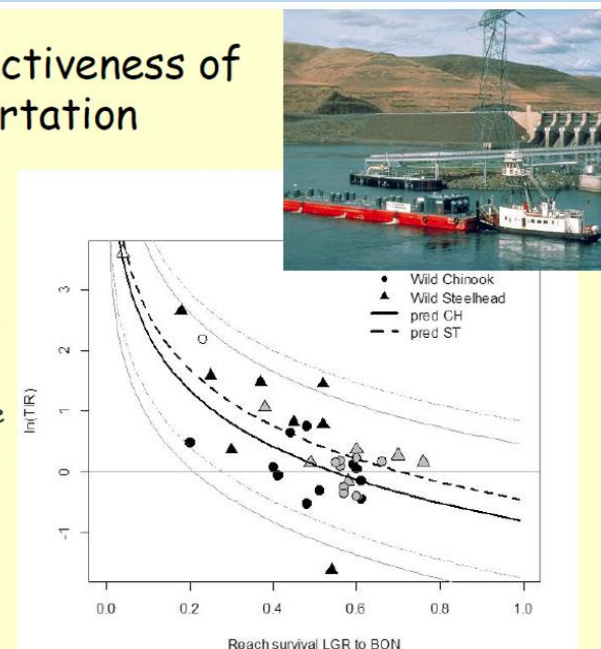 ctiveness of
rtation
e
Wild Chinook
Wild Steelhead
pred CH
pred ST
ln(TIR)
3
2
1
0
-1
0.0 0.2 0.4 0.6 0.8 1.0
Reach survival LGR to BON